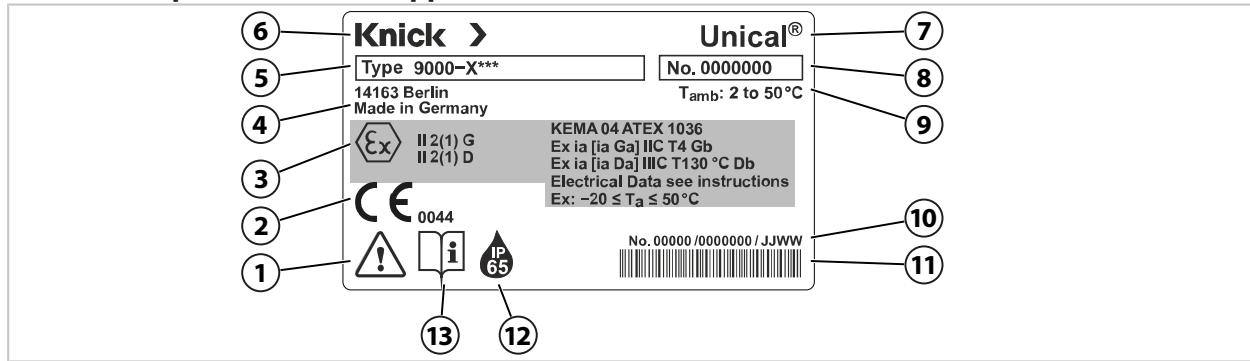 6
Knick
Unical®
7
5
Type 9000-X***
No. 0000000
8
14163 Berlin
Made in Germany
4
Tamb: 2 to 50 °C
9
3
Ex
II 2(1) G
II 2(1) D
KEMA 04 ATEX 1036
Ex ia [ia Ga] IIC T4 Gb
Ex ia [ia Da] IIIC T130 °C Db
Electrical Data see instructions
Ex: −20 ≤ Ta ≤ 50 °C
2
CE 0044
No. 00000 /0000000 / JJWW
10
1
i
IP
65
11
13
12